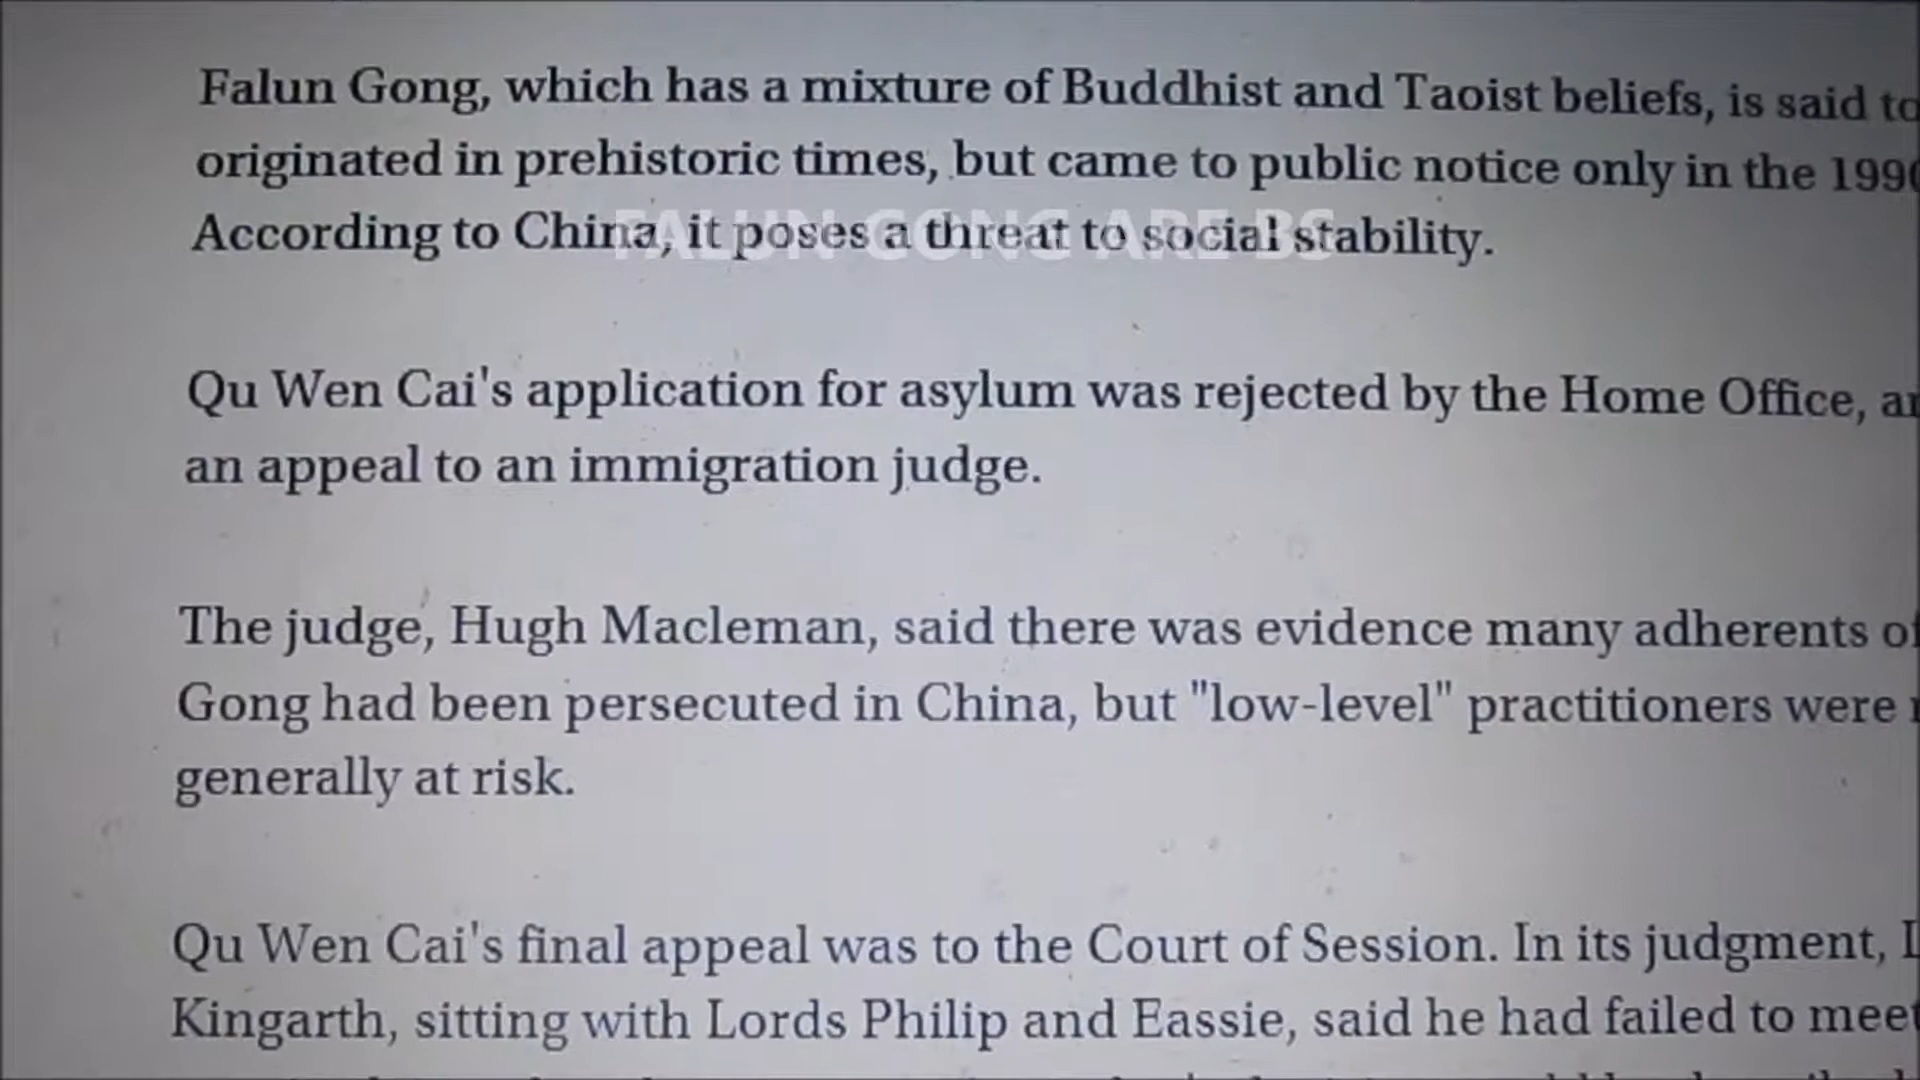 Falun Gong, which has a mixture of Buddhist and Taoist beliefs, is said to
originated in prehistoric times, but came to public notice only in the 199
According to China, it poses a threat to social stability.
FALUN GONG ARE BS
Qu Wen Cai's application for asylum was rejected by the Home Office,
an appeal to an immigration judge.
The judge, Hugh Macleman, said there was evidence many adherents of
Gong had been persecuted in China, but "low-level" practitioners were
generally at risk.
Qu Wen Cai's final appeal was to the Court of Session. In its judgment,
Kingarth, sitting with Lords Philip and Eassie, said he had failed to meet